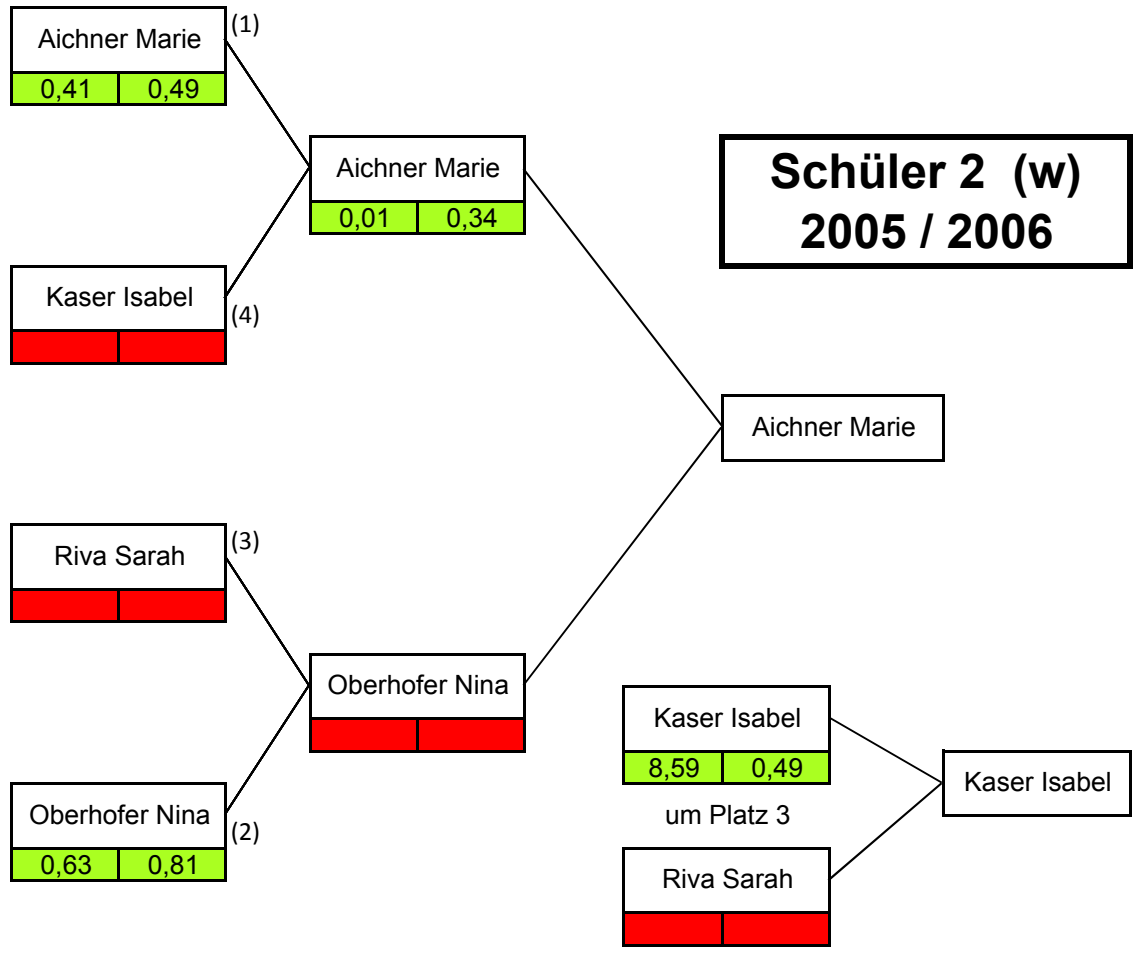 Aichner Marie
(1)
0,41 0,49
Aichner Marie
0,01 0,34
Schüler 2 (w)
2005 / 2006
Kaser Isabel
(4)
Aichner Marie
Riva Sarah
(3)
Oberhofer Nina
Oberhofer Nina
(2)
0,63 0,81
Kaser Isabel
8,59 0,49
um Platz 3
Riva Sarah
Kaser Isabel